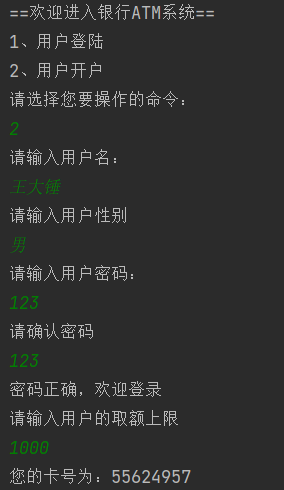 ==欢迎进入银行ATM系统==
1、用户登陆
2、用户开户
请选择您要操作的命令：
2
请输入用户名：
王大锤
请输入用户性别
男
请输入用户密码：
123
请确认密码
123
密码正确，欢迎登录
请输入用户的取额上限
1000
您的卡号为：55624957